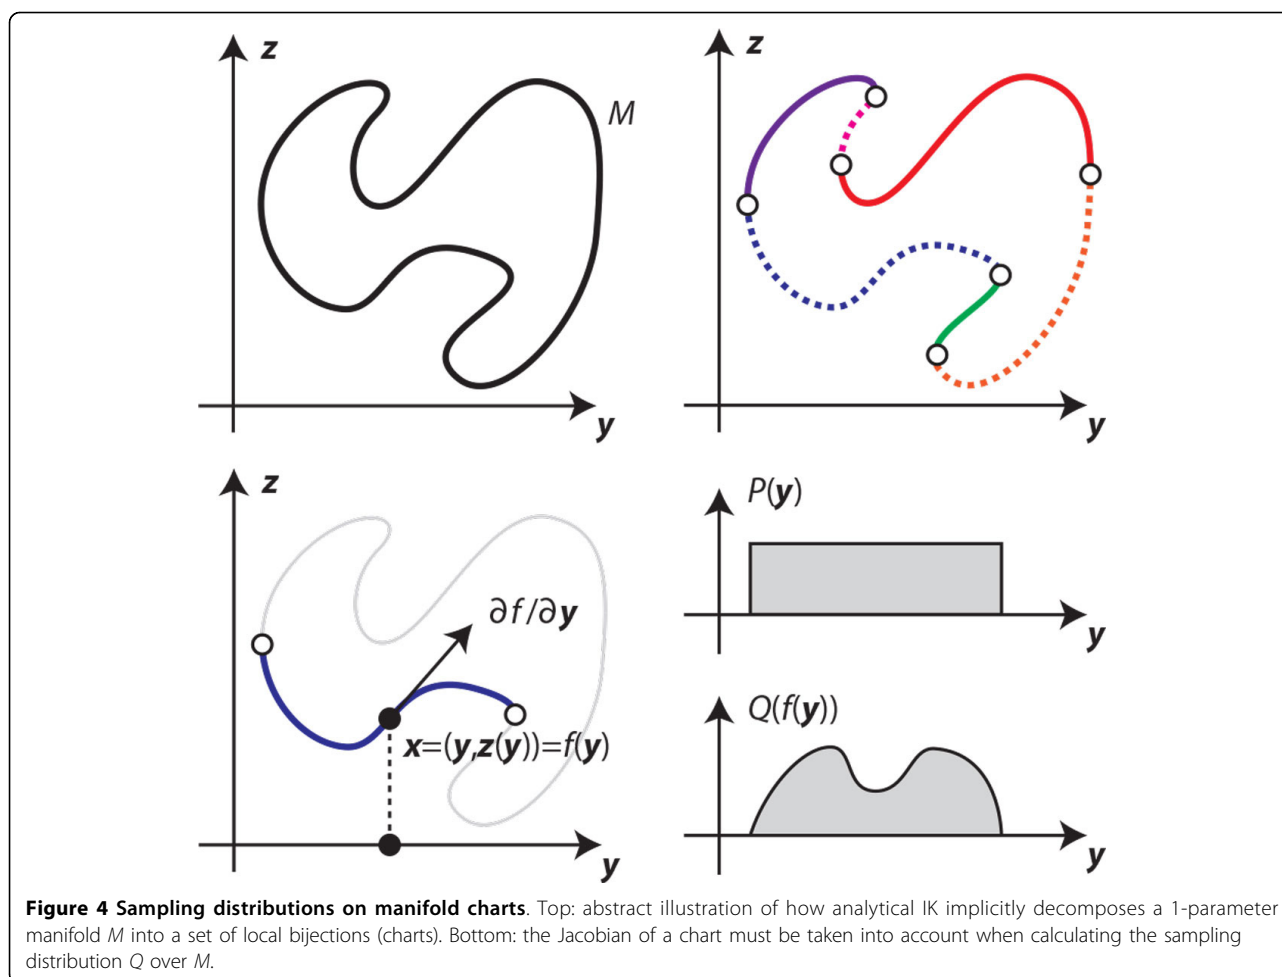 z
M
y
z
y
z
∂f/∂y
x=(y,z(y))=f(y)
y
P(y)
y
Q(f(y))
y
Figure 4 Sampling distributions on manifold charts. Top: abstract illustration of how analytical IK implicitly decomposes a 1-parameter
manifold M into a set of local bijections (charts). Bottom: the Jacobian of a chart must be taken into account when calculating the sampling
distribution Q over M.